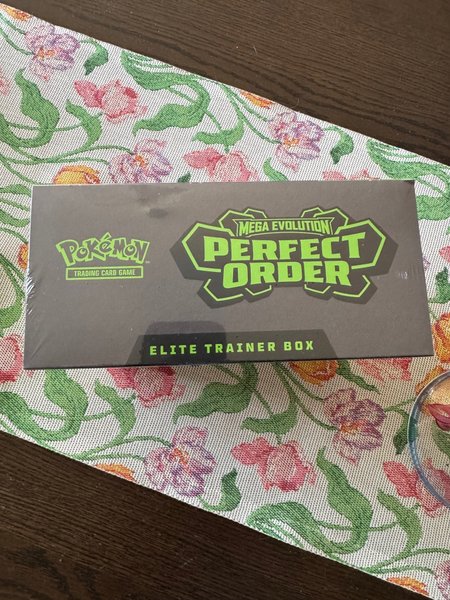 Pokémon
TRADING CARD GAME
MEGA EVOLUTION
PERFECT
ORDER
ELITE TRAINER BOX